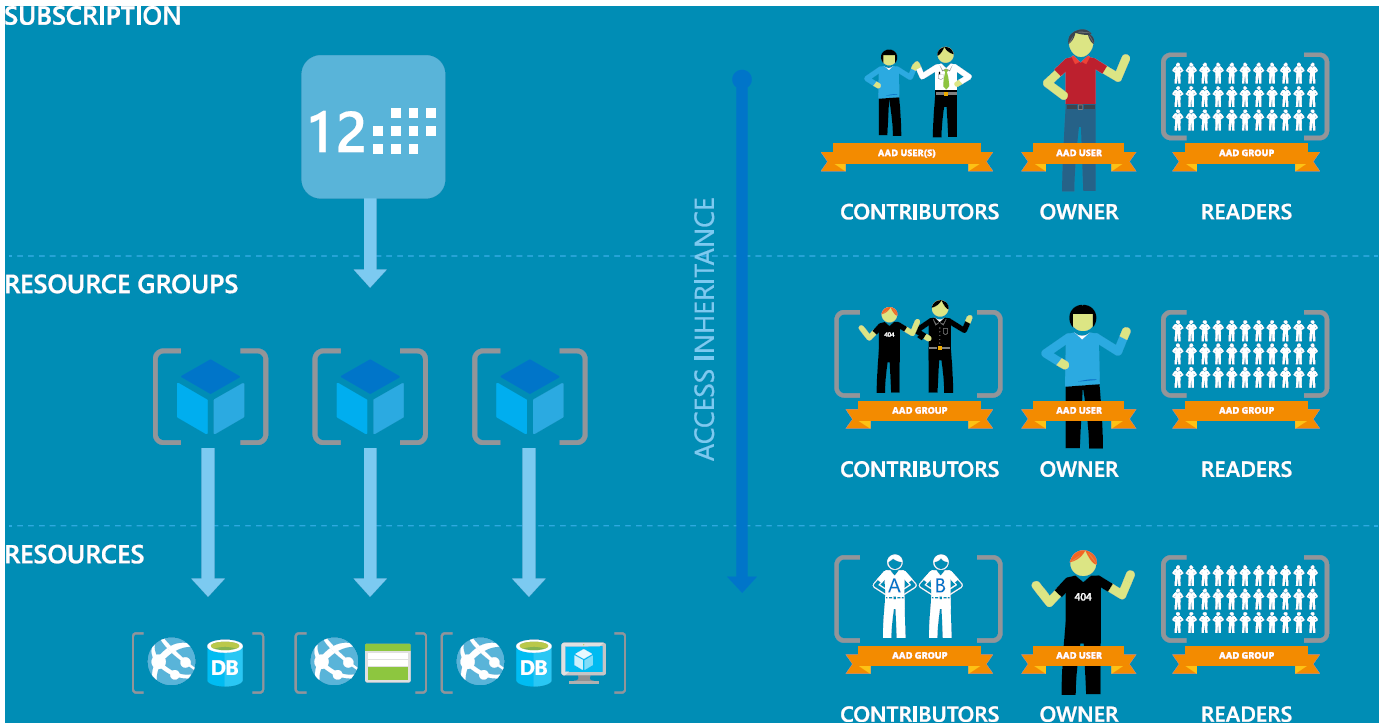 SUBSCRIPTION
12
AAD USER(S)
AAD USER
AAD GROUP
CONTRIBUTORS
OWNER
READERS
ACCESS INHERITANCE
RESOURCE GROUPS
404
AAD GROUP
AAD USER
AAD GROUP
CONTRIBUTORS
OWNER
READERS
RESOURCES
A
B
404
DB
DB
AAD GROUP
AAD USER
AAD GROUP
CONTRIBUTORS
OWNER
READERS